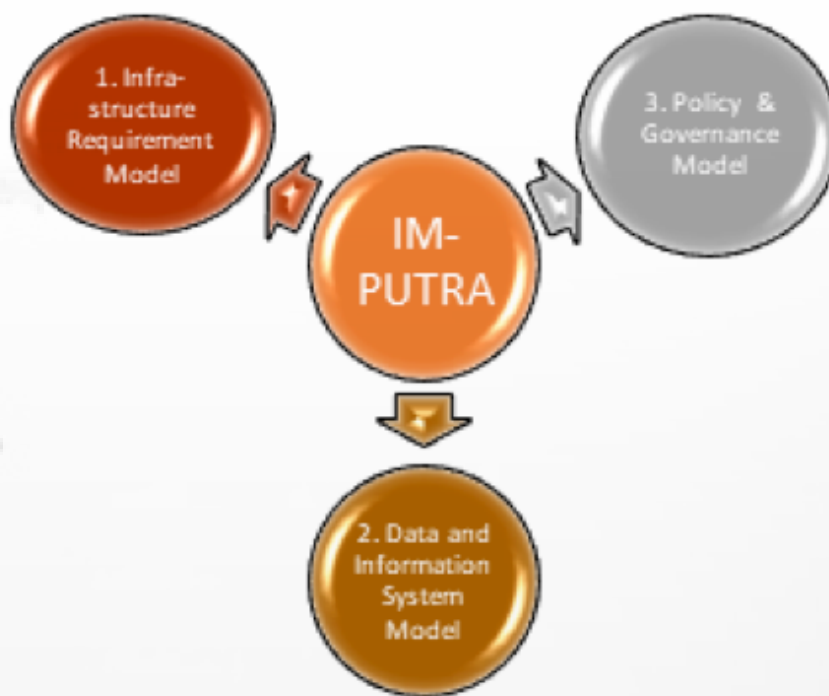 1. Infra-
structure
Requirement
Model
3. Policy &
Governance
Model
IM-
PUTRA
2. Data and
Information
System
Model